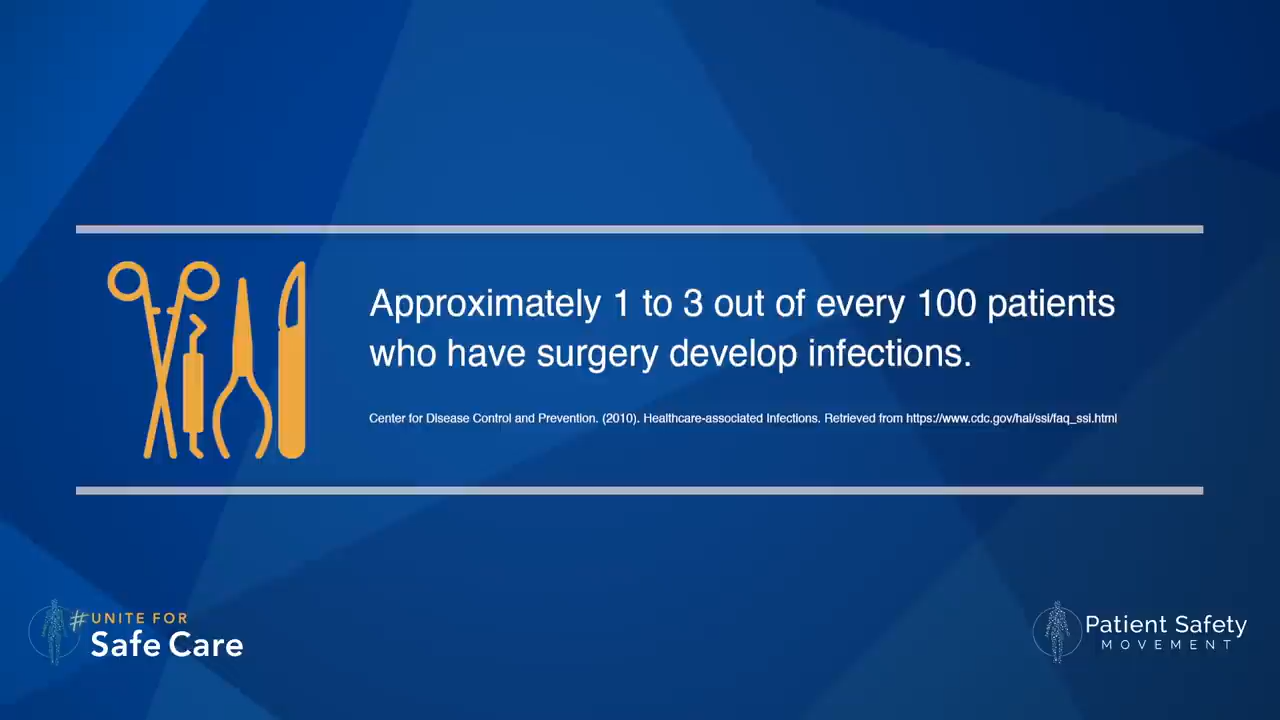 Approximately 1 to 3 out of every 100 patients
who have surgery develop infections.
Center for Disease Control and Prevention. (2010). Healthcare-associated Infections. Retrieved from https://www.cdc.gov/hai/ssi/faq_ssi.html
#UNITE FOR
Safe Care
Patient Safety
MOVEMENT